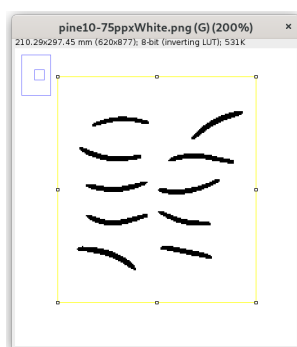 pine10-75ppxWhite.png (G) (200%)
210.29x297.45 mm (620x877); 8-bit (inverting LUT); 531K